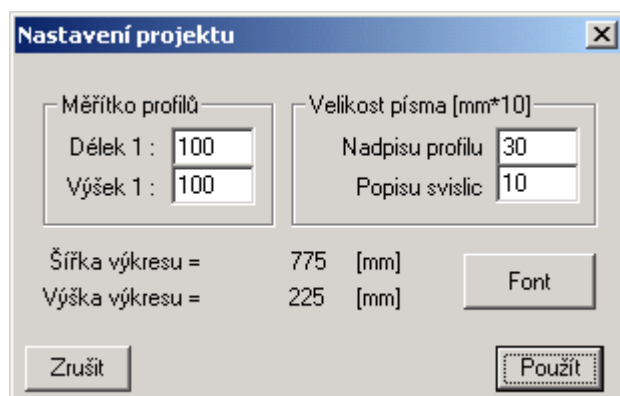 Nastavení projektu
Měřítko profilů
Délek 1 : 100
Výšek 1 : 100
Velikost písma [mm*10]
Nadpisu profilu 30
Popisu svislic 10
Šířka výkresu = 775 [mm]
Výška výkresu = 225 [mm]
Font
Zrušit
Použít